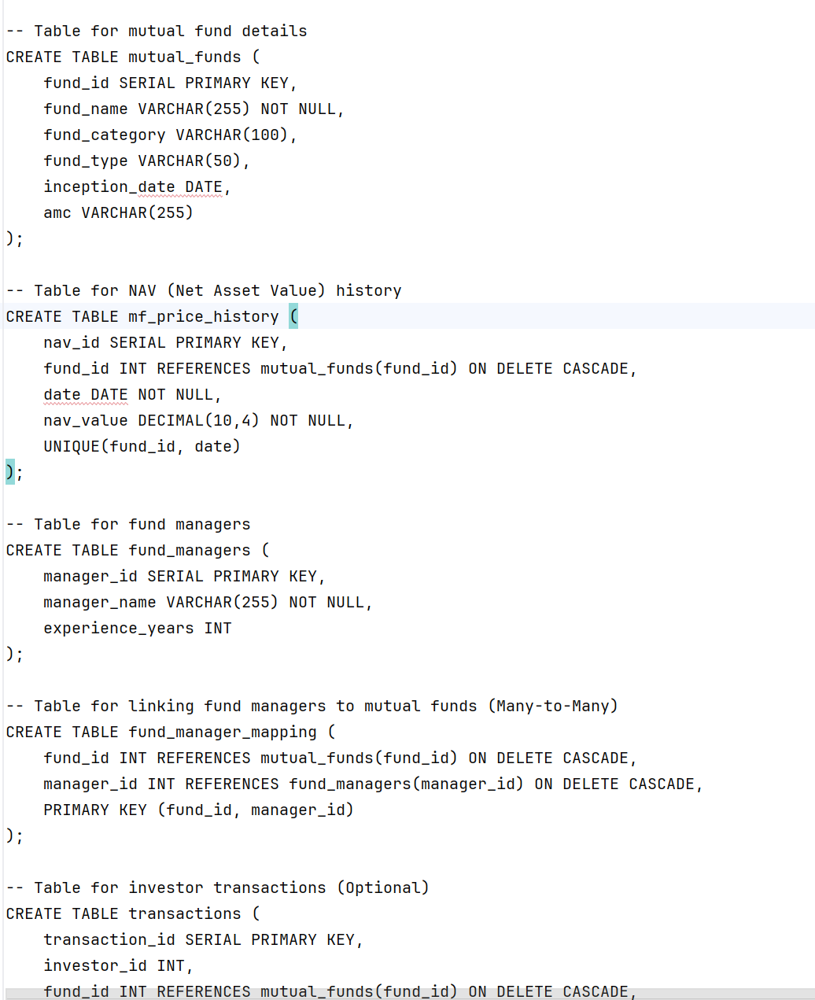 -- Table for mutual fund details
CREATE TABLE mutual_funds (
    fund_id SERIAL PRIMARY KEY,
    fund_name VARCHAR(255) NOT NULL,
    fund_category VARCHAR(100),
    fund_type VARCHAR(50),
    inception_date DATE,
    amc VARCHAR(255)
);

-- Table for NAV (Net Asset Value) history
CREATE TABLE mf_price_history (
    nav_id SERIAL PRIMARY KEY,
    fund_id INT REFERENCES mutual_funds(fund_id) ON DELETE CASCADE,
    date DATE NOT NULL,
    nav_value DECIMAL(10,4) NOT NULL,
    UNIQUE(fund_id, date)
);

-- Table for fund managers
CREATE TABLE fund_managers (
    manager_id SERIAL PRIMARY KEY,
    manager_name VARCHAR(255) NOT NULL,
    experience_years INT
);

-- Table for linking fund managers to mutual funds (Many-to-Many)
CREATE TABLE fund_manager_mapping (
    fund_id INT REFERENCES mutual_funds(fund_id) ON DELETE CASCADE,
    manager_id INT REFERENCES fund_managers(manager_id) ON DELETE CASCADE,
    PRIMARY KEY (fund_id, manager_id)
);

-- Table for investor transactions (Optional)
CREATE TABLE transactions (
    transaction_id SERIAL PRIMARY KEY,
    investor_id INT,
    fund_id INT REFERENCES mutual_funds(fund_id) ON DELETE CASCADE,